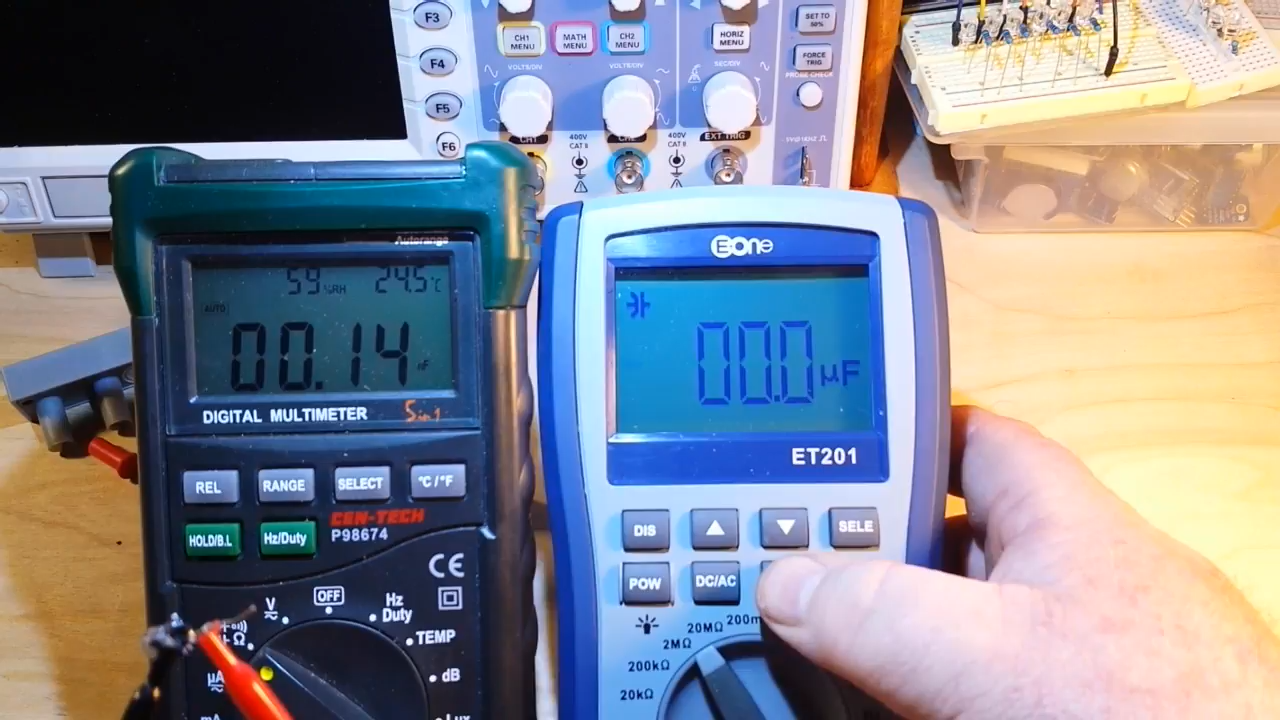 F3
F4
F5
F6
CH1 MENU
MATH MENU
CH2 MENU
HORIZ MENU
SET TO 50%
FORCE TRIG
PROBE CHECK
VOLTS/DIV
VOLTS/DIV
SEC/DIV
CH1
400V CAT II
400V CAT II
EXT TRIG
Autorange
59 %RH 24.5°C
AUTO
00.14
DIGITAL MULTIMETER 5in1
REL
RANGE
SELECT
°C/°F
HOLD/B.L
Hz/Duty
CEN-TECH
P98674
CE
OFF
V
Hz
Duty
TEMP
Ω
dB
µA
mA
Lux
EOne
00.0 µF
ET201
DIS
▲
▼
SELE
POW
DC/AC
20MΩ
2MΩ
200kΩ
20kΩ